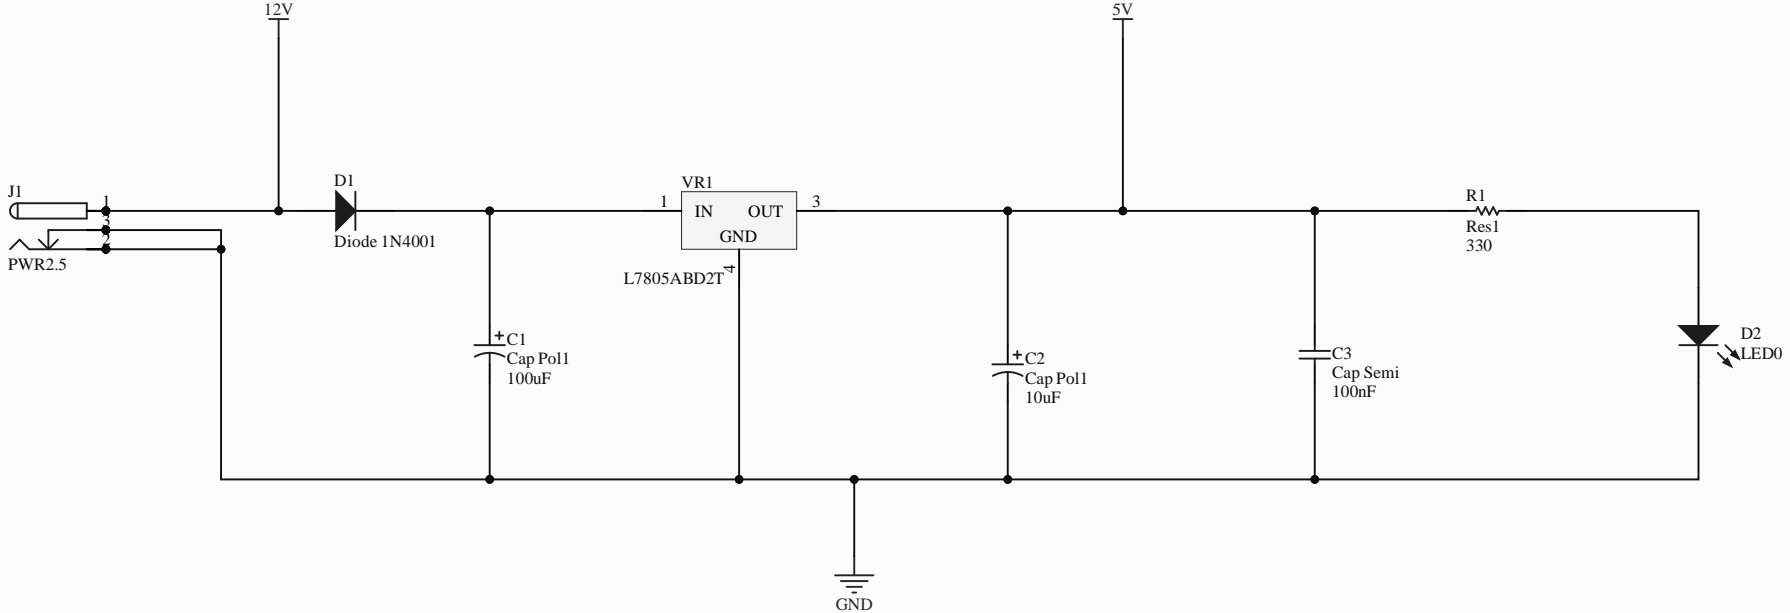 12V
5V
J1
1
3
2
PWR2.5
D1
Diode 1N4001
VR1
1
IN
OUT
3
GND
4
L7805ABD2T
R1
Res1
330
+
C1
Cap Pol1
100uF
+
C2
Cap Pol1
10uF
C3
Cap Semi
100nF
D2
LED0
GND